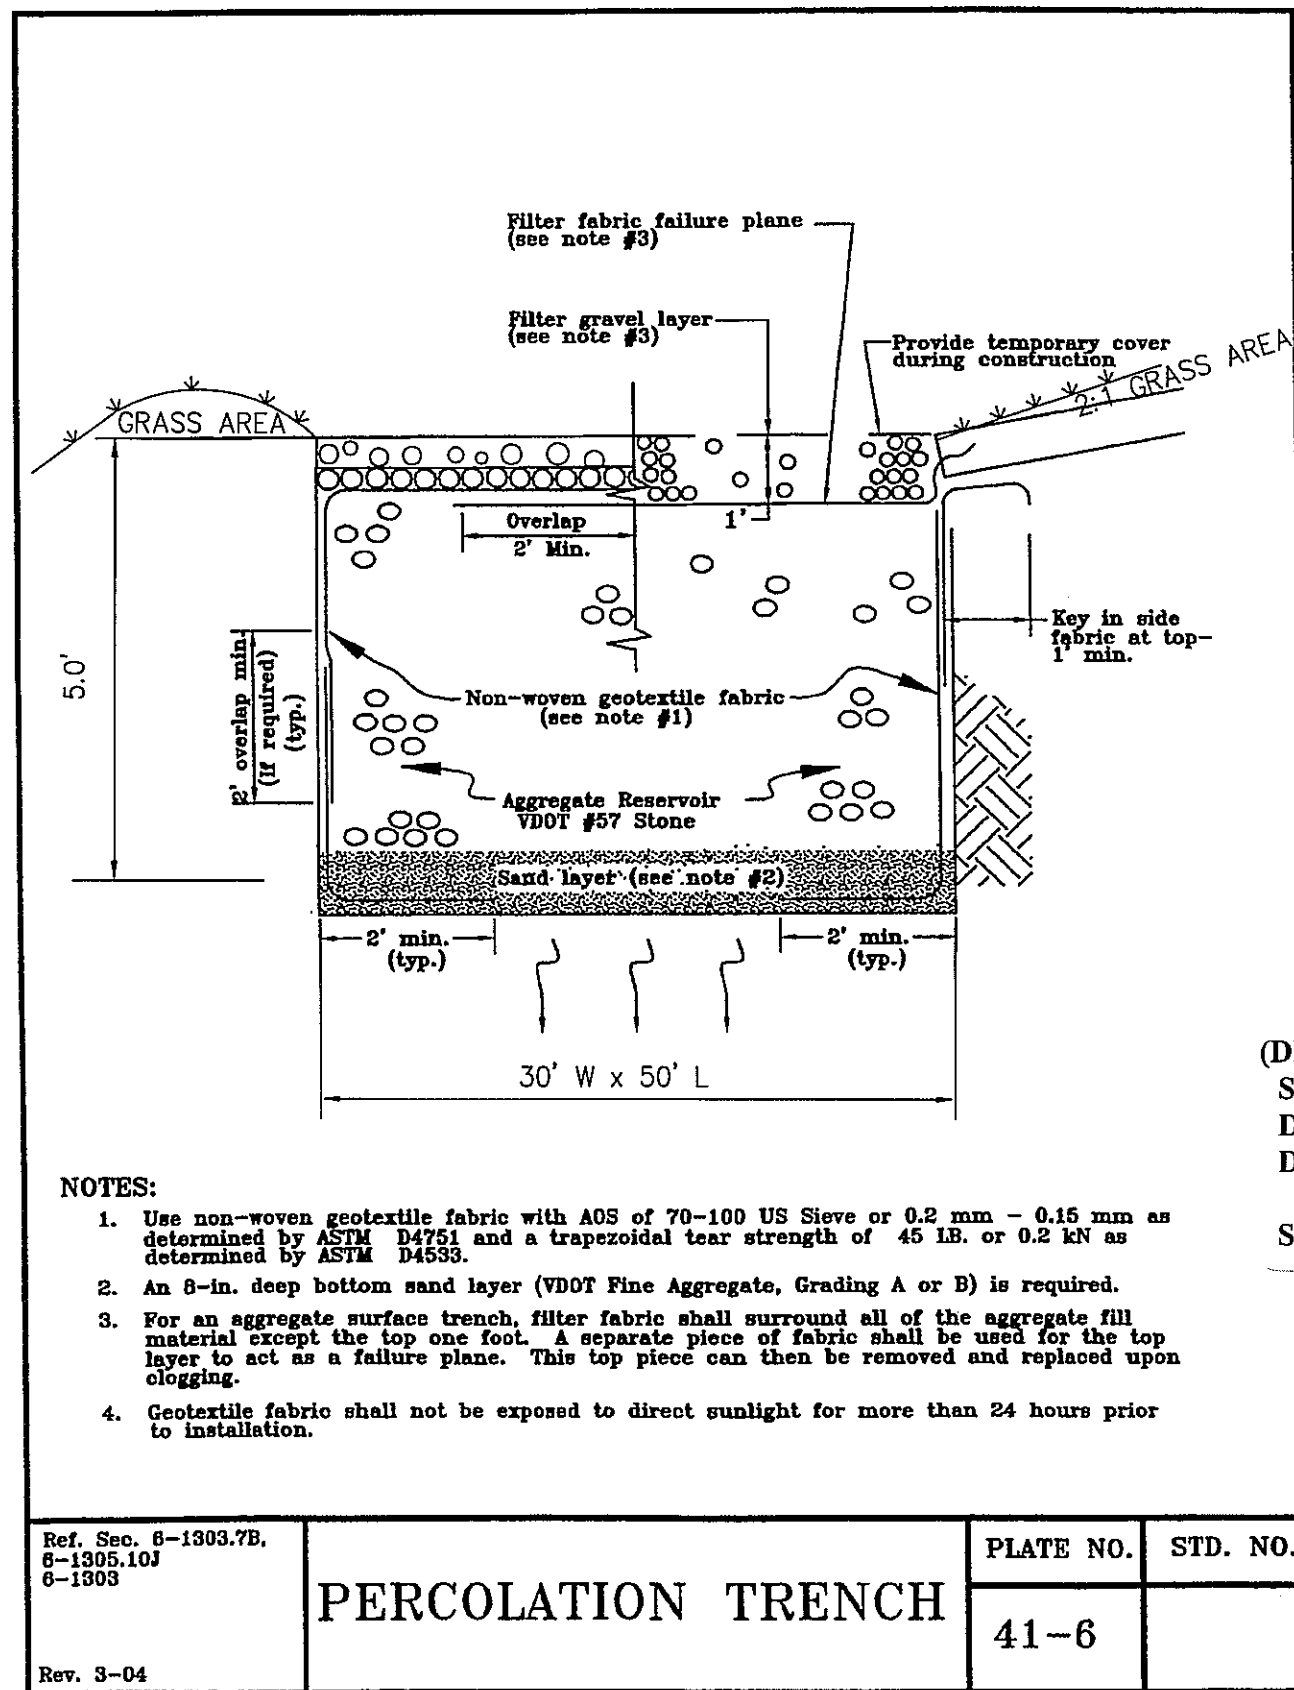 Filter fabric failure plane
(see note #3)
Filter gravel layer
(see note #3)
Provide temporary cover
during construction
2:1 GRASS AREA
GRASS AREA
Overlap
2' Min.
1'
5.0'
2' overlap min.
(If required)
(typ.)
Key in side
fabric at top-
1' min.
Non-woven geotextile fabric
(see note #1)
Aggregate Reservoir
VDOT #57 Stone
Sand layer (see note #2)
2' min.
(typ.)
2' min.
(typ.)
30' W x 50' L
(D
S
D
D
S
NOTES:
1. Use non-woven geotextile fabric with AOS of 70-100 US Sieve or 0.2 mm - 0.15 mm as
determined by ASTM D4751 and a trapezoidal tear strength of 45 LB. or 0.2 kN as
determined by ASTM D4533.
2. An 8-in. deep bottom sand layer (VDOT Fine Aggregate, Grading A or B) is required.
3. For an aggregate surface trench, filter fabric shall surround all of the aggregate fill
material except the top one foot. A separate piece of fabric shall be used for the top
layer to act as a failure plane. This top piece can then be removed and replaced upon
clogging.
4. Geotextile fabric shall not be exposed to direct sunlight for more than 24 hours prior
to installation.
Ref. Sec. 6-1303.7B,
6-1305.10J
6-1303
Rev. 3-04
PERCOLATION TRENCH
PLATE NO.
41-6
STD. NO.